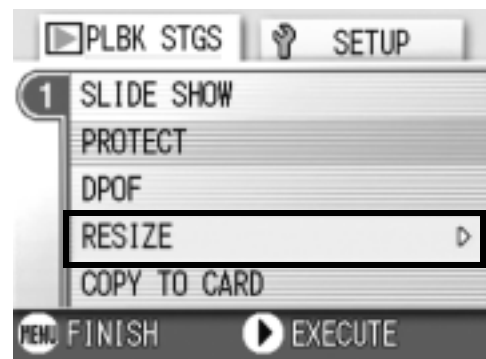 PLBK STGS SETUP
1 SLIDE SHOW
PROTECT
DPOF
RESIZE
COPY TO CARD
MENU FINISH EXECUTE